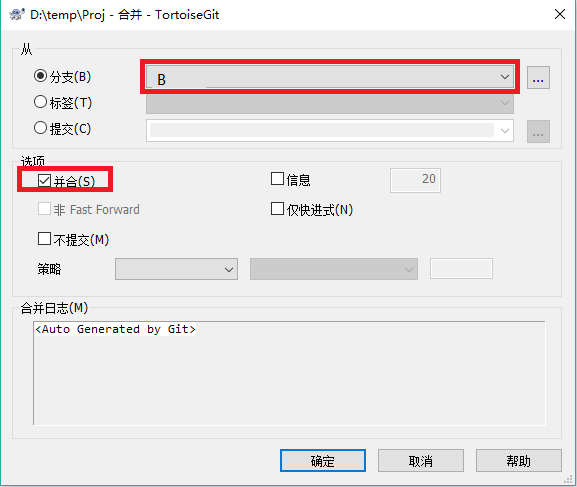 D:\temp\Proj - 合并 - TortoiseGit
从
分支(B)
B
...
标签(T)
提交(C)
...
选项
并合(S)
信息
20
非 Fast Forward
仅快进式(N)
不提交(M)
策略
合并日志(M)
<Auto Generated by Git>
确定
取消
帮助